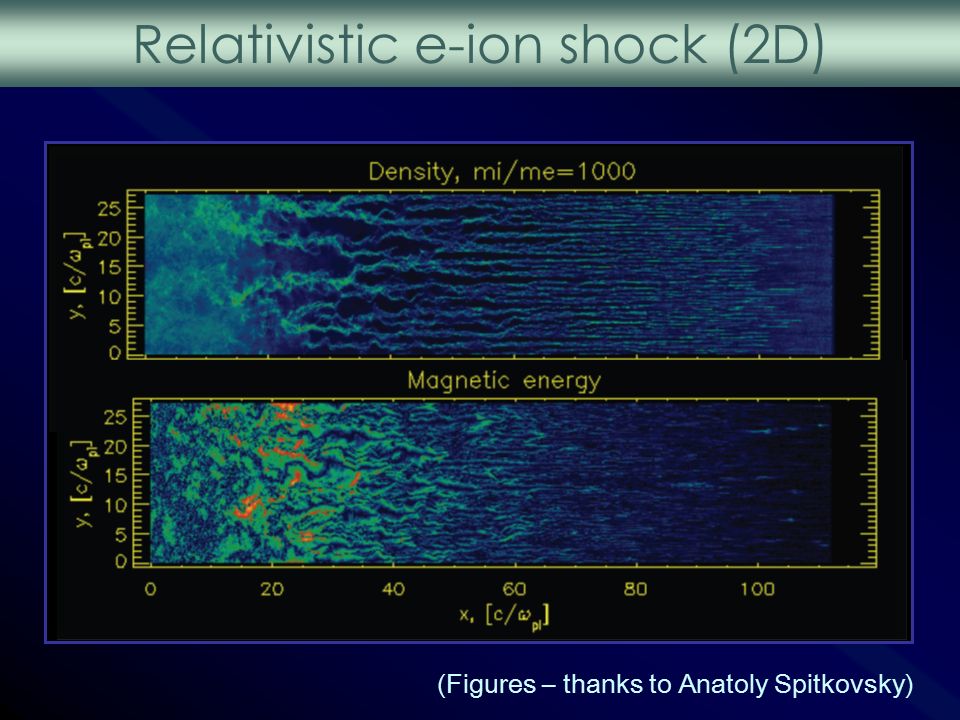 Relativistic e-ion shock (2D)
Density, mi/me=1000
25
20
15
10
5
0
y, [c/ωpl]
Magnetic energy
25
20
15
10
5
0
y, [c/ωpl]
0 20 40 60 80 100
x, [c/ωpl]
(Figures – thanks to Anatoly Spitkovsky)